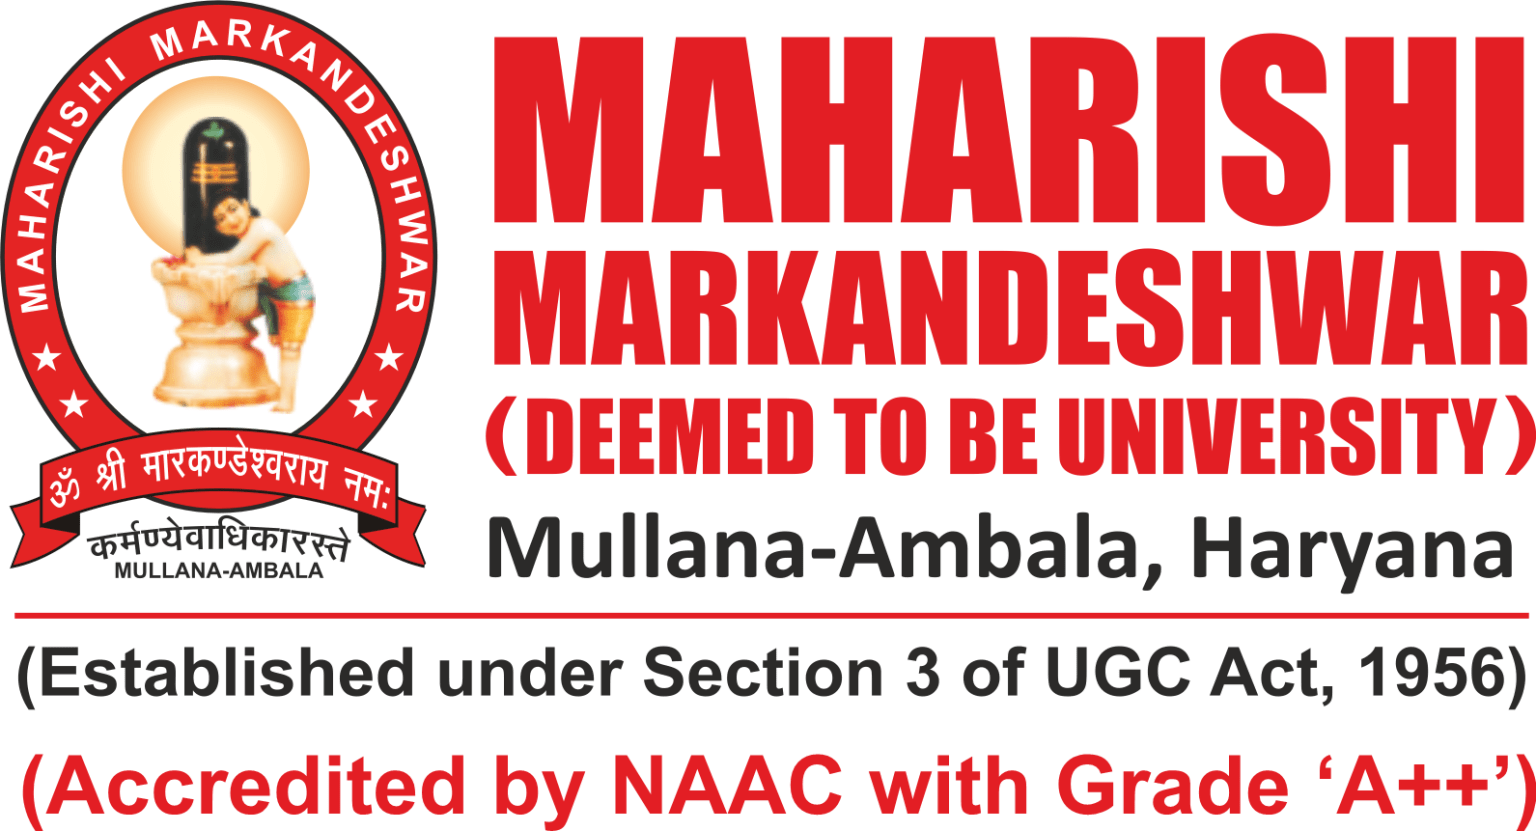 MAHARISHI MARKANDESHWAR
ॐ श्री मारकण्डेश्वराय नमः
कर्मण्येवाधिकारस्ते
MULLANA-AMBALA
MAHARISHI
MARKANDESHWAR
(DEEMED TO BE UNIVERSITY)
Mullana-Ambala, Haryana
(Established under Section 3 of UGC Act, 1956)
(Accredited by NAAC with Grade ‘A++’)